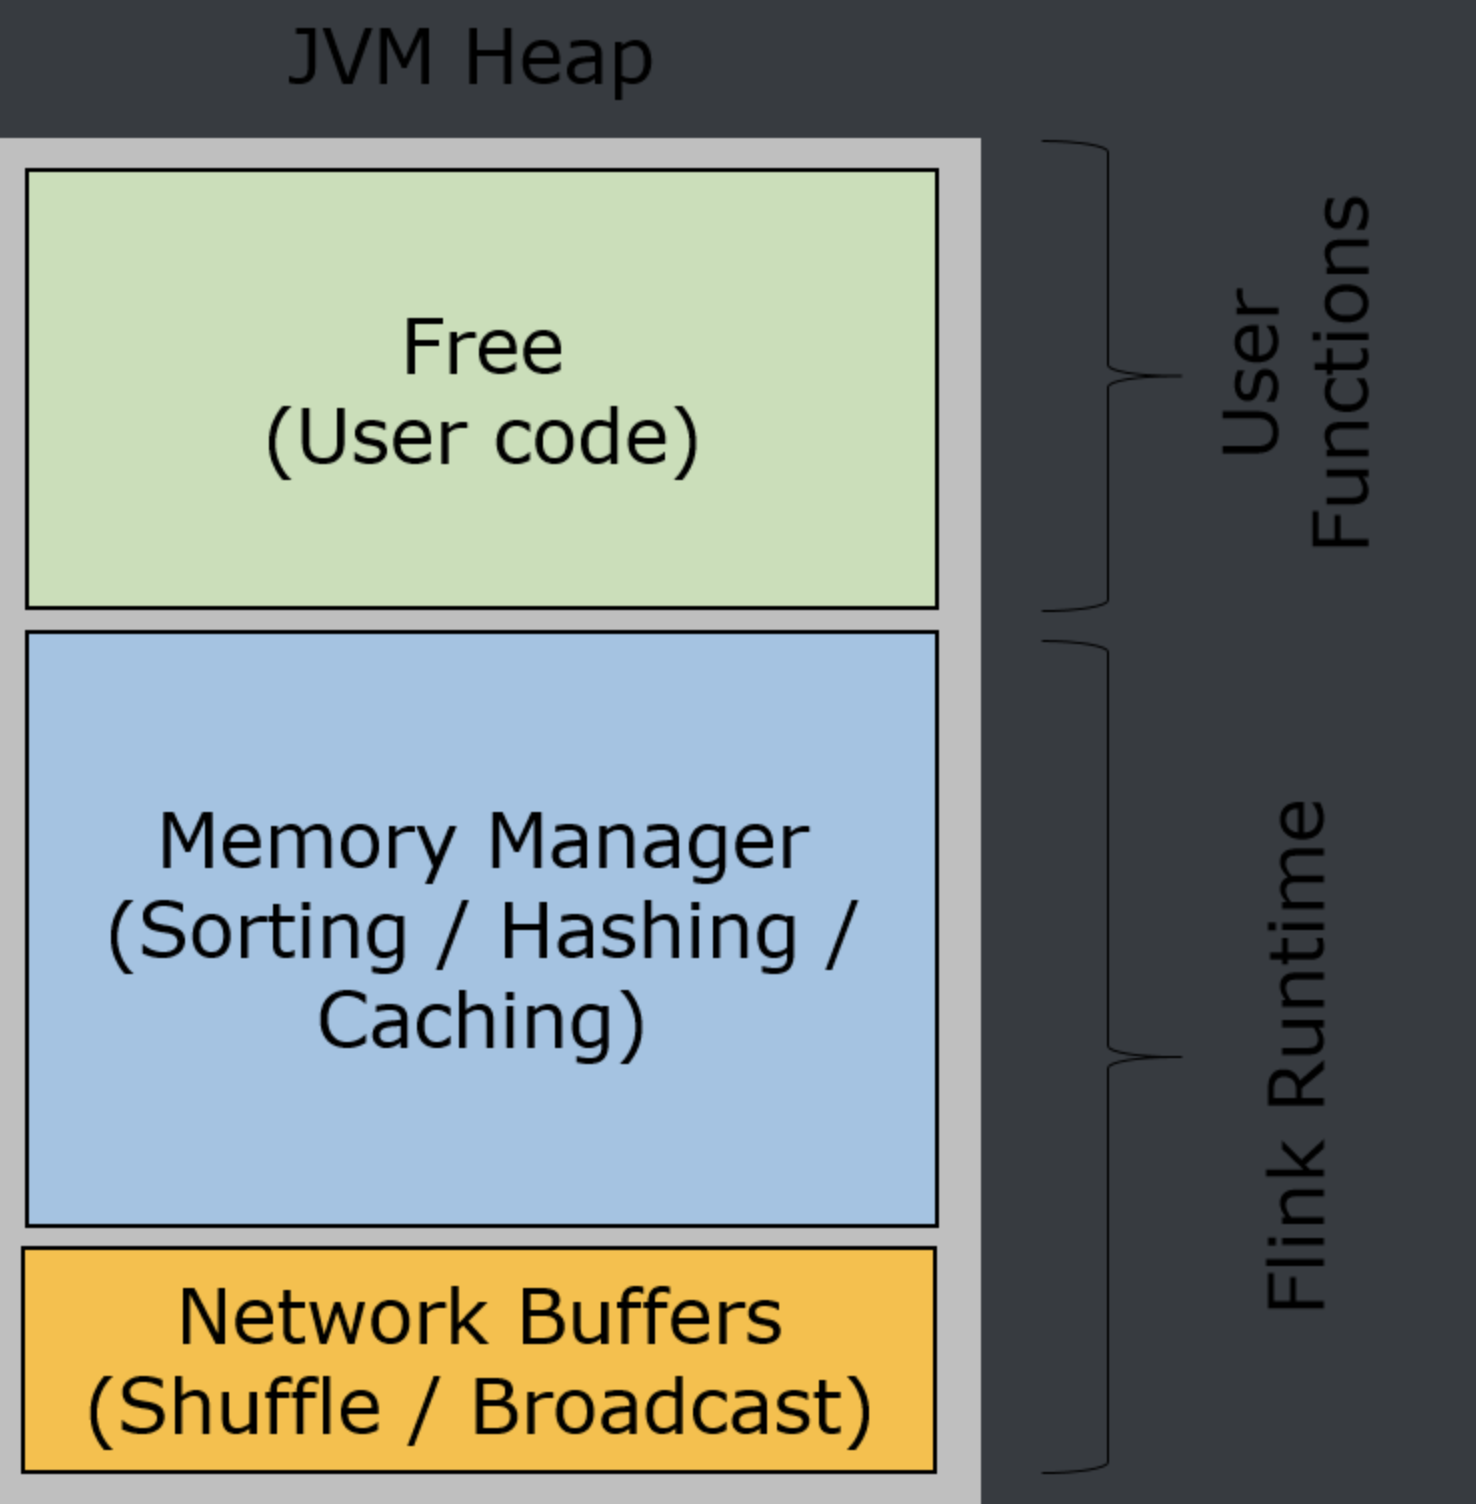 JVM Heap
Free
(User code)
User
Functions
Memory Manager
(Sorting / Hashing /
Caching)
Flink Runtime
Network Buffers
(Shuffle / Broadcast)